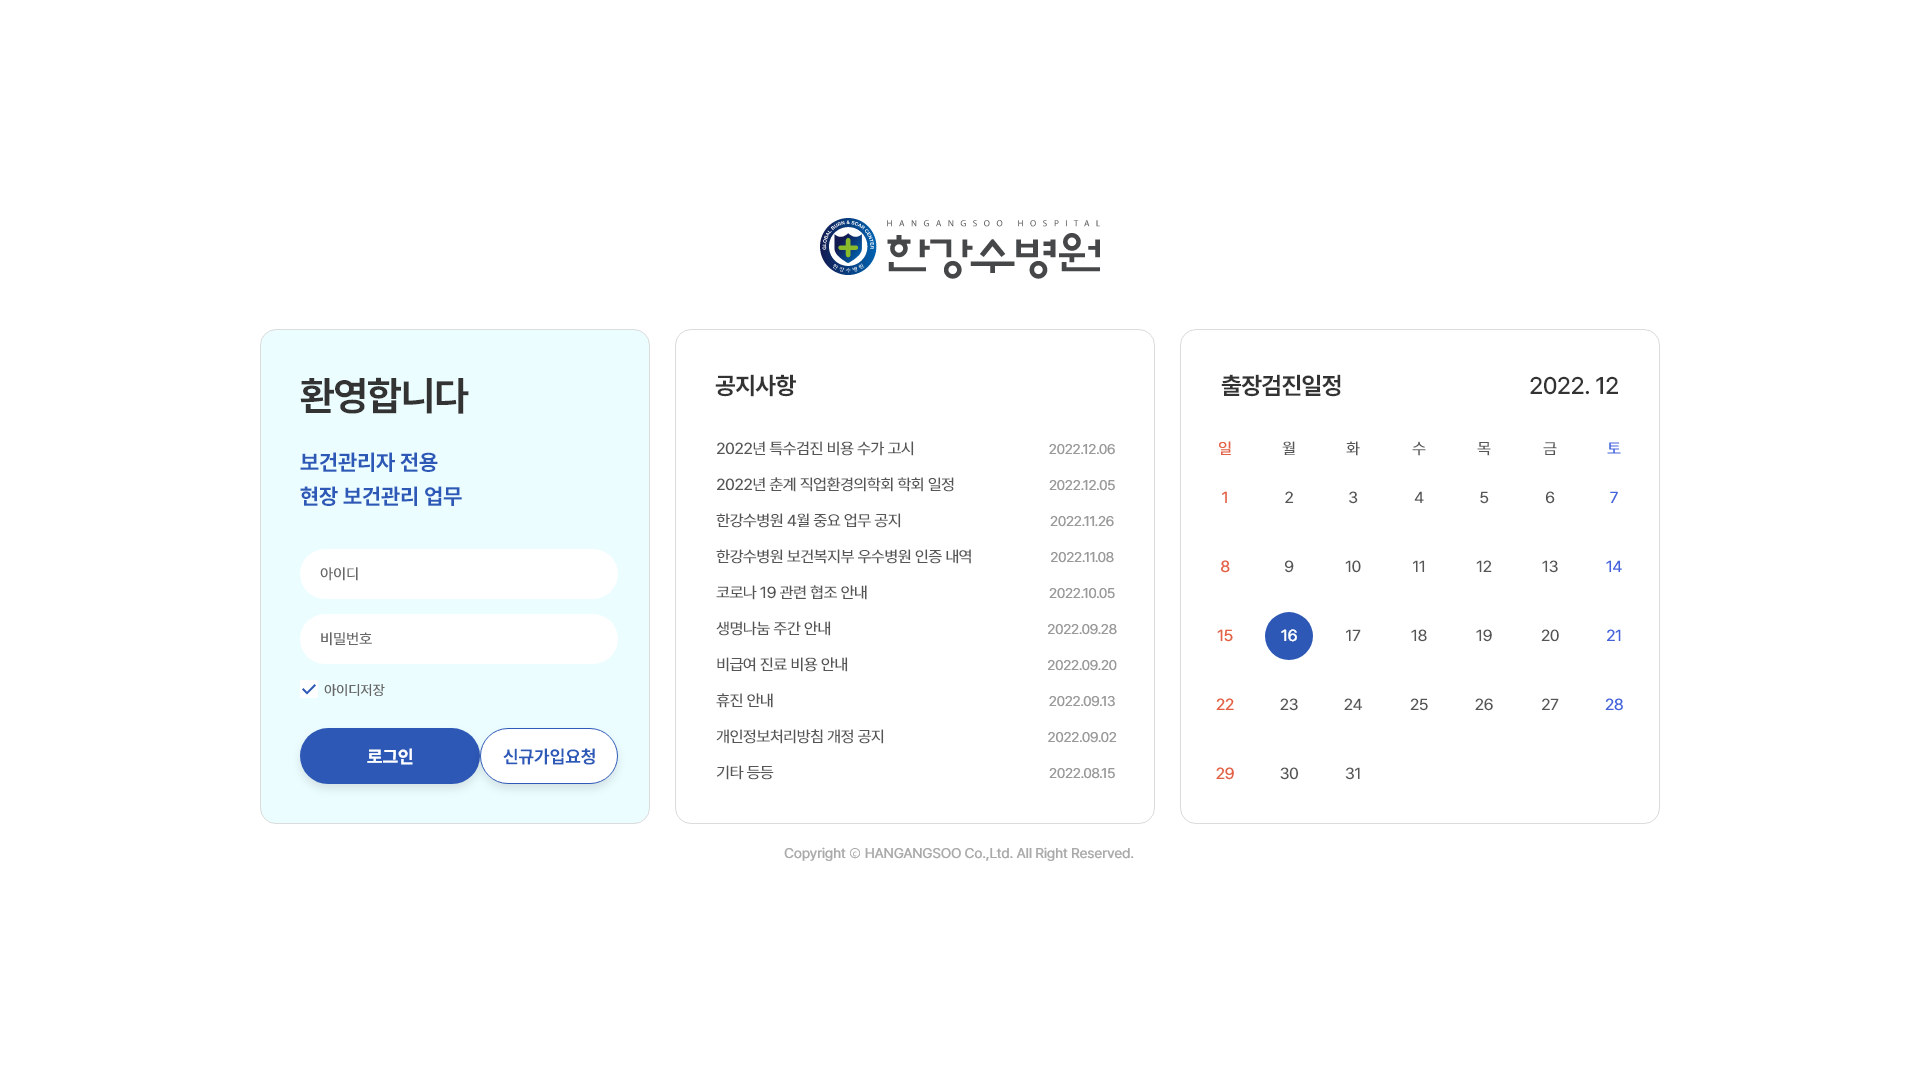 GLOBAL BURN & SCAR CENTER
한강수병원
HANGANGSOO HOSPITAL
한강수병원
환영합니다
보건관리자 전용
현장 보건관리 업무
아이디
비밀번호
아이디저장
로그인
신규가입요청
공지사항
2022년 특수검진 비용 수가 고시 2022.12.06
2022년 춘계 직업환경의학회 학회 일정 2022.12.05
한강수병원 4월 중요 업무 공지 2022.11.26
한강수병원 보건복지부 우수병원 인증 내역 2022.11.08
코로나 19 관련 협조 안내 2022.10.05
생명나눔 주간 안내 2022.09.28
비급여 진료 비용 안내 2022.09.20
휴진 안내 2022.09.13
개인정보처리방침 개정 공지 2022.09.02
기타 등등 2022.08.15
출장검진일정 2022. 12
일 월 화 수 목 금 토
1 2 3 4 5 6 7
8 9 10 11 12 13 14
15 16 17 18 19 20 21
22 23 24 25 26 27 28
29 30 31
Copyright © HANGANGSOO Co.,Ltd. All Right Reserved.